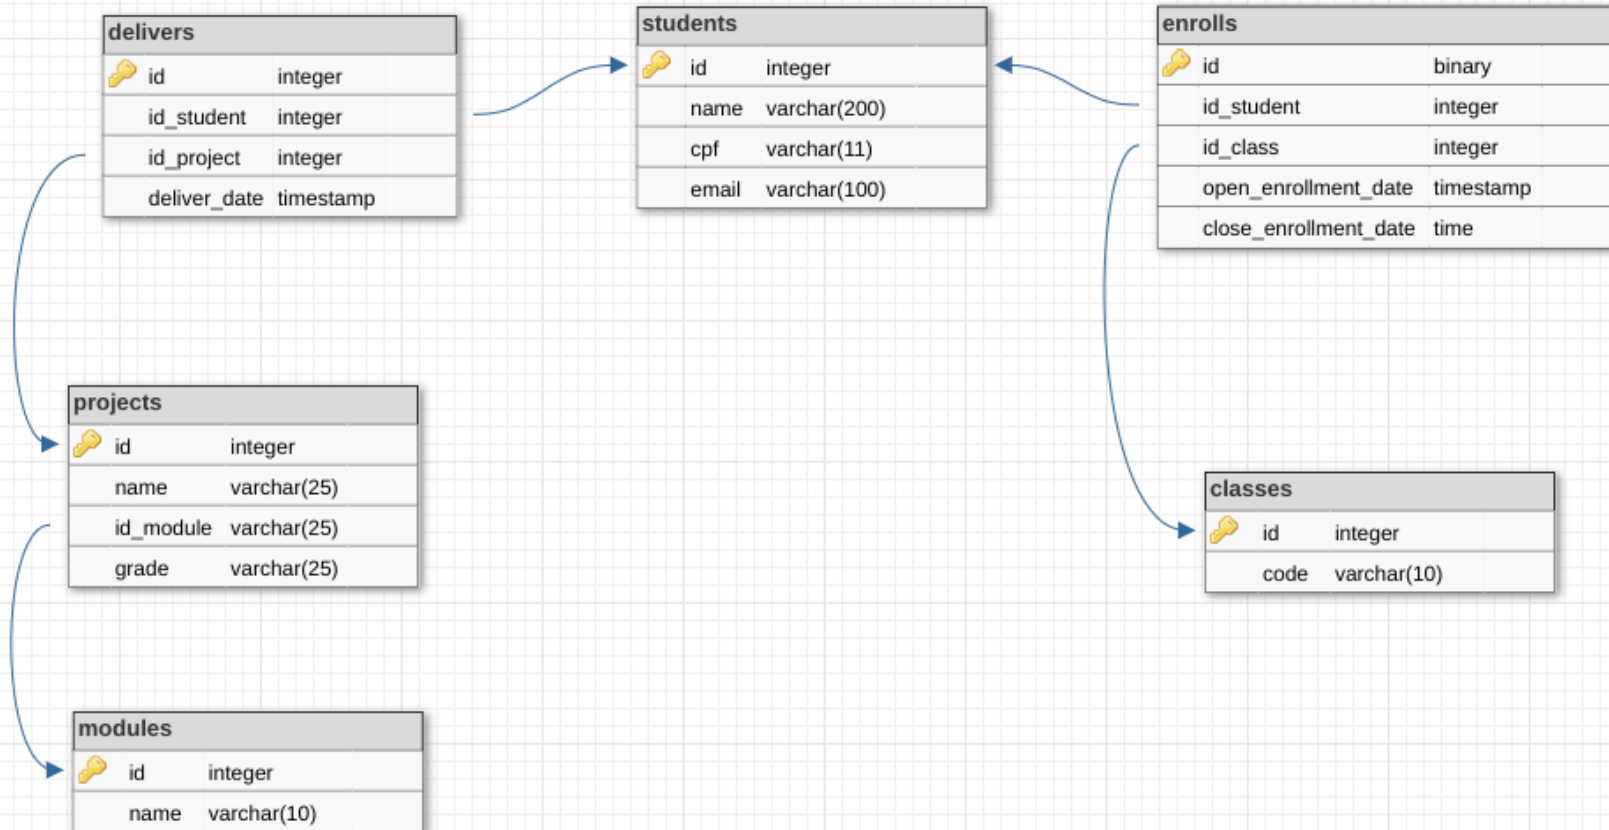 delivers
id integer
id_student integer
id_project integer
deliver_date timestamp
students
id integer
name varchar(200)
cpf varchar(11)
email varchar(100)
enrolls
id binary
id_student integer
id_class integer
open_enrollment_date timestamp
close_enrollment_date time
projects
id integer
name varchar(25)
id_module varchar(25)
grade varchar(25)
classes
id integer
code varchar(10)
modules
id integer
name varchar(10)